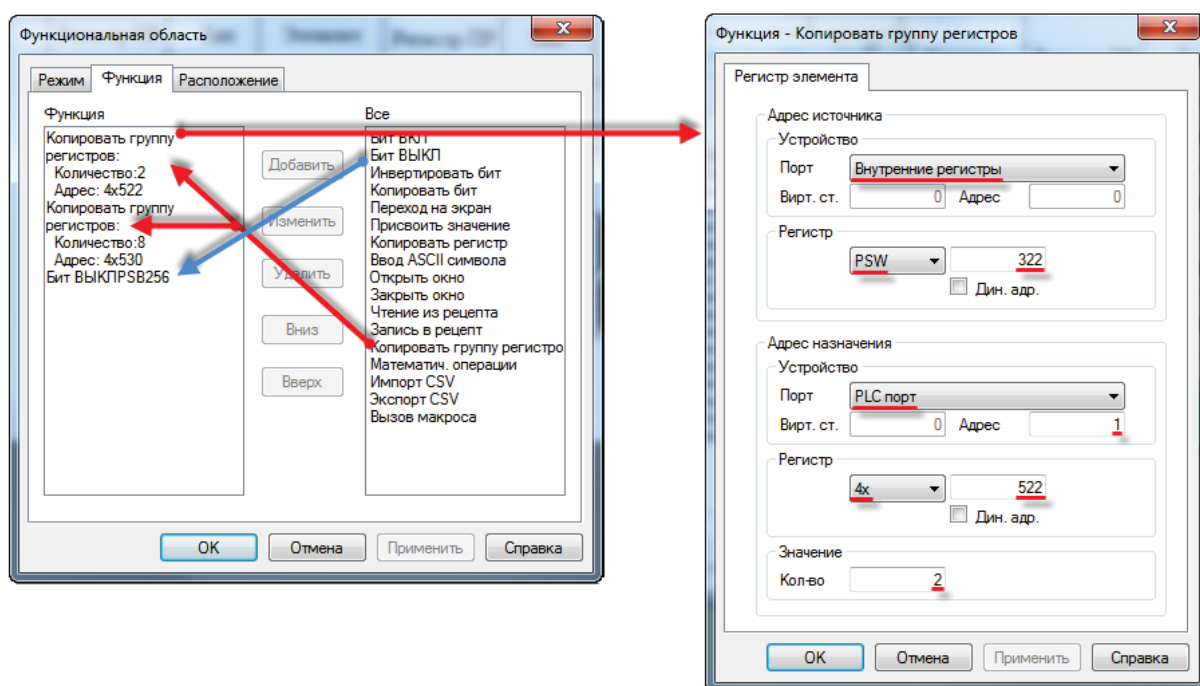 Функциональная область
Режим
Функция
Расположение
Функция
Копировать группу
регистров:
Количество:2
Адрес: 4x522
Копировать группу
регистров:
Количество:8
Адрес: 4x530
Бит ВЫКЛPSB256
Добавить
Изменить
Удалить
Вниз
Вверх
Все
Бит ВКЛ
Бит ВЫКЛ
Инвертировать бит
Копировать бит
Переход на экран
Присвоить значение
Копировать регистр
Ввод ASCII символа
Открыть окно
Закрыть окно
Чтение из рецепта
Запись в рецепт
Копировать группу регистро
Математич. операции
Импорт CSV
Экспорт CSV
Вызов макроса
OK
Отмена
Применить
Справка
Функция - Копировать группу регистров
Регистр элемента
Адрес источника
Устройство
Порт Внутренние регистры
Вирт. ст. 0 Адрес 0
Регистр
PSW 322
Дин. адр.
Адрес назначения
Устройство
Порт PLC порт
Вирт. ст. 0 Адрес 1
Регистр
4x 522
Дин. адр.
Значение
Кол-во 2
OK
Отмена
Применить
Справка